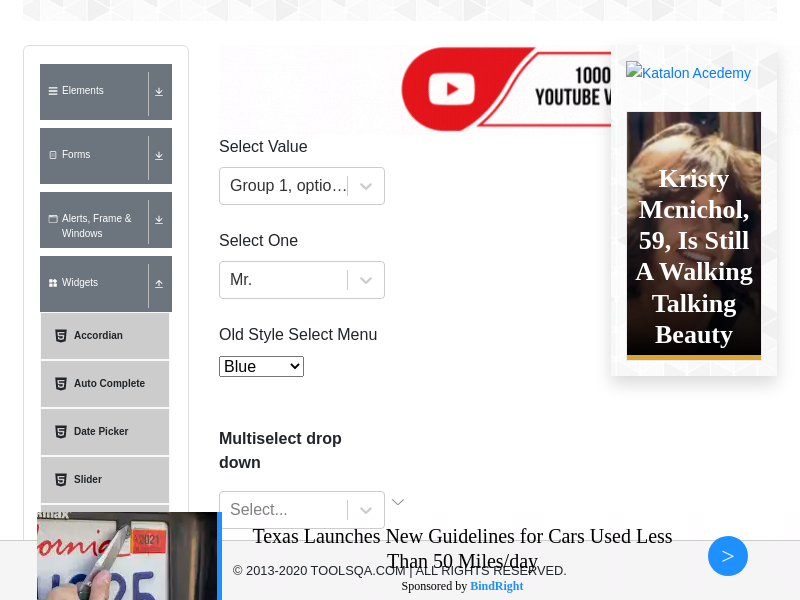 Elements
Forms
Alerts, Frame &
Windows
Widgets
Accordian
Auto Complete
Date Picker
Slider
1000
YOUTUBE V
Select Value
Group 1, optio…
Select One
Mr.
Old Style Select Menu
Blue
Multiselect drop
down
Select...
Katalon Acedemy
Kristy
Mcnichol,
59, Is Still
A Walking
Talking
Beauty
ornia
2021
Texas Launches New Guidelines for Cars Used Less
Than 50 Miles/day
© 2013-2020 TOOLSQA.COM | ALL RIGHTS RESERVED.
Sponsored by BindRight
>